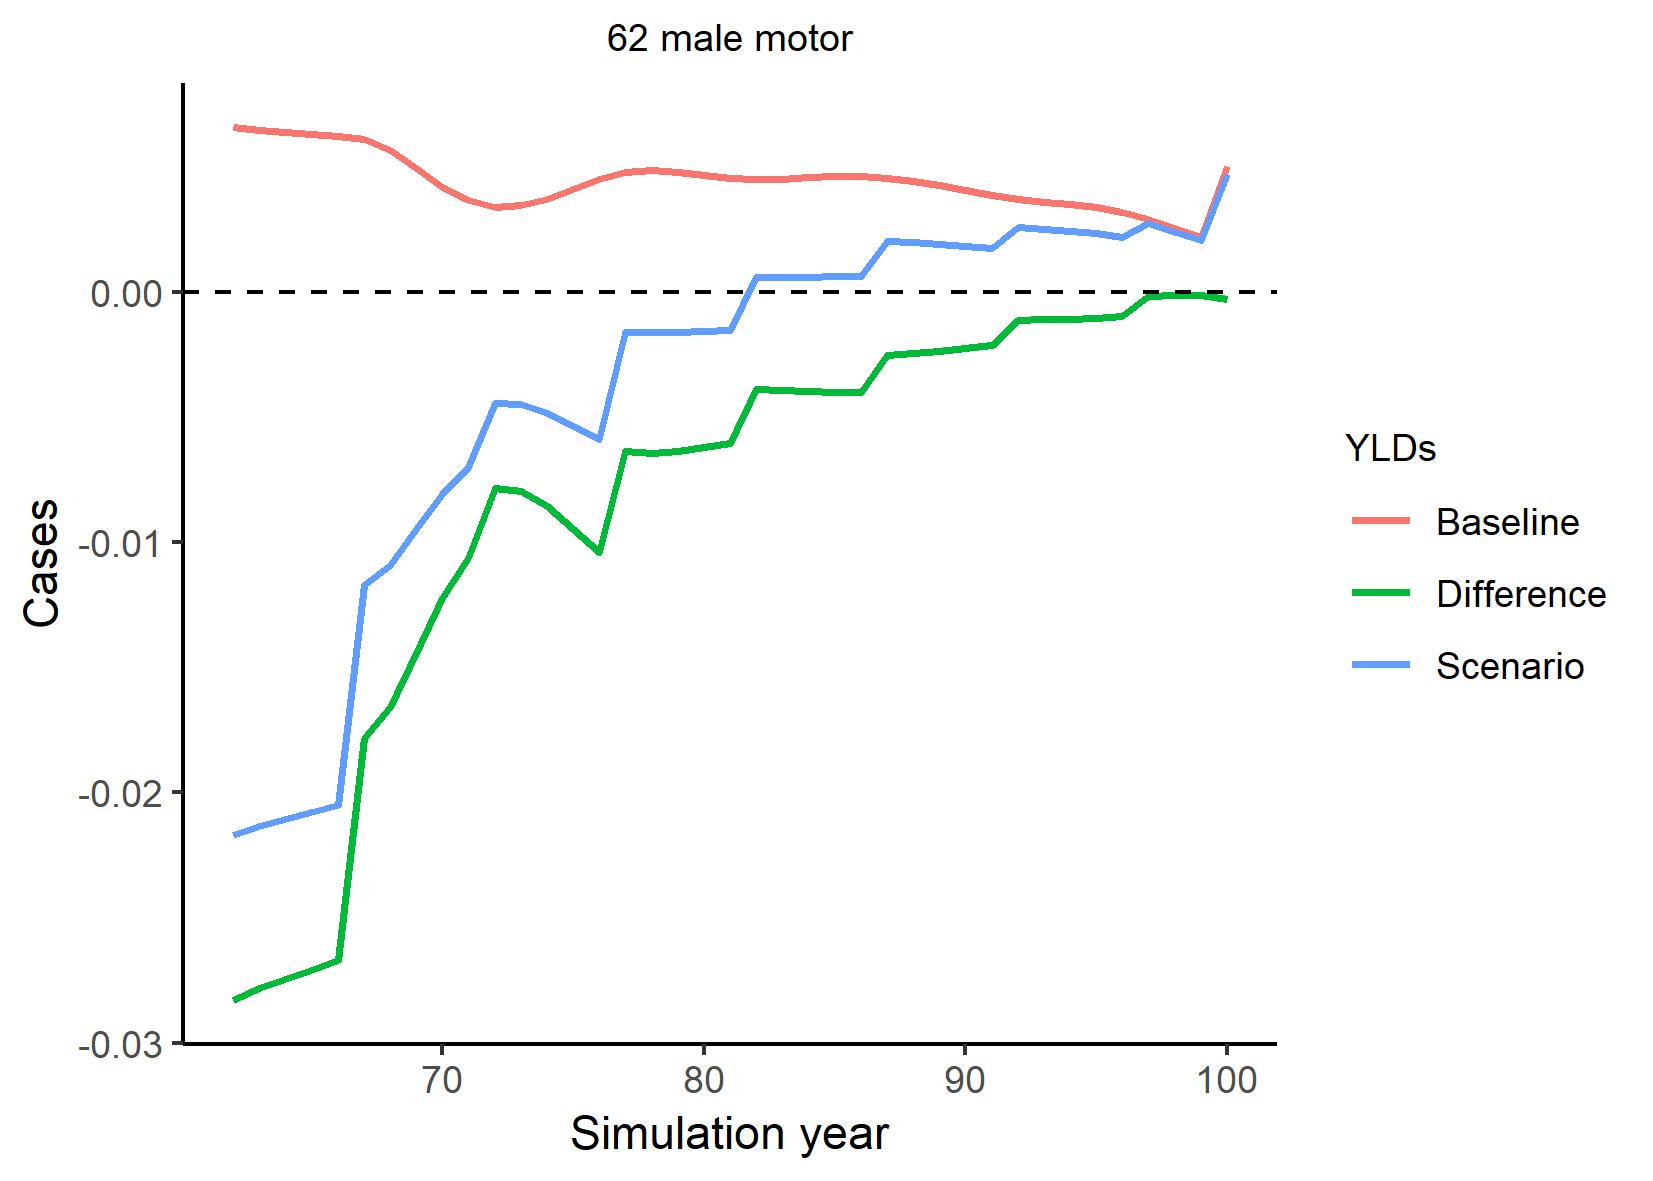 62 male motor
0.00
-0.01
-0.02
-0.03
Cases
70 80 90 100
Simulation year
YLDs
Baseline
Difference
Scenario